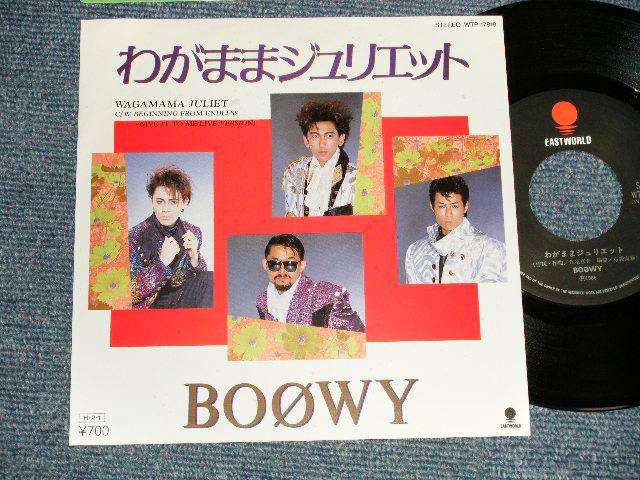 STEREO WTP-17818
わがままジュリエット
WAGAMAMA JULIET
C/W BEGINNING FROM ENDLESS
~GIVE IT TO ME(LIVE VERSION)
BOØWY
H·2·1
¥700
EASTWORLD
EASTWORLD
わがままジュリエット
BOØWY